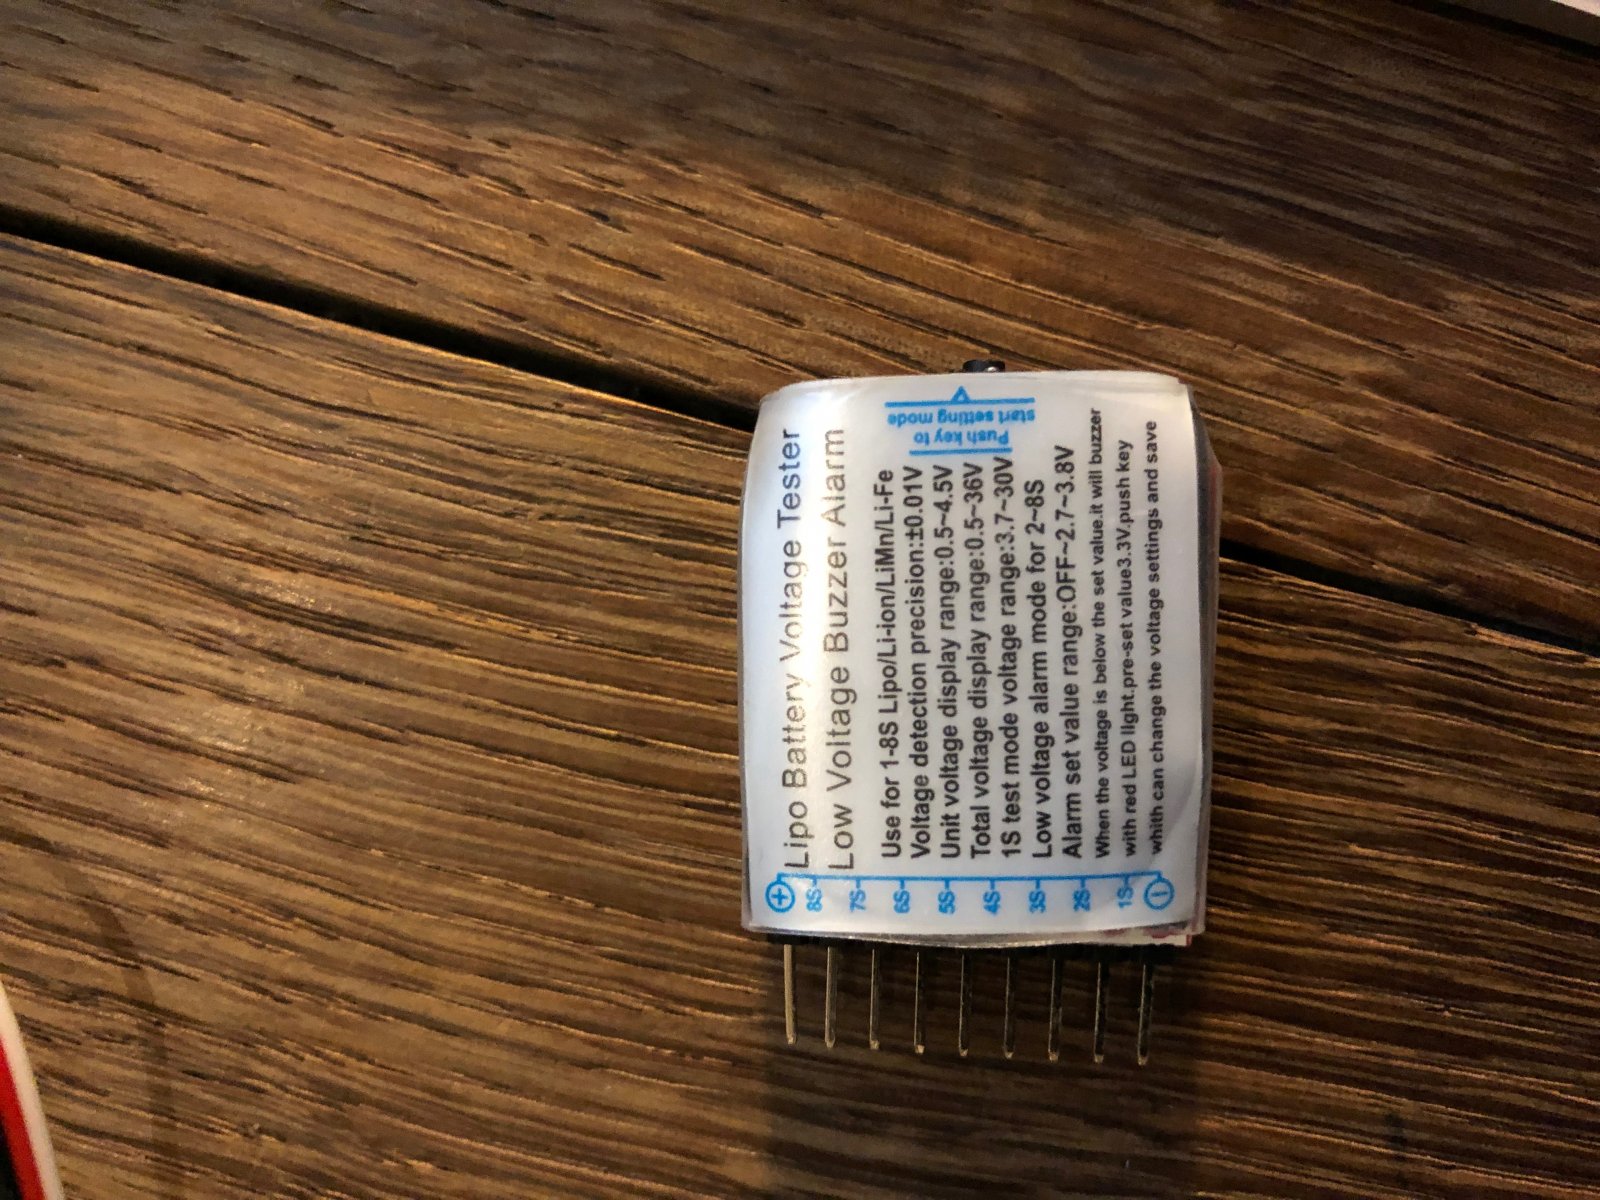 Lipo Battery Voltage Tester
Low Voltage Buzzer Alarm
Use for 1-8S Lipo/Li-ion/LiMn/Li-Fe
Voltage detection precision:±0.01V
Unit voltage display range:0.5~4.5V
Total voltage display range:0.5~36V
1S test mode voltage range:3.7~30V
Low voltage alarm mode for 2~8S
Alarm set value range:OFF~2.7~3.8V
When the voltage is below the set value.it will buzzer
with red LED light.pre-set value3.3V.push key
whith can change the voltage settings and save
Push key to
start setting mode
+
8S
7S
6S
5S
4S
3S
2S
1S
-